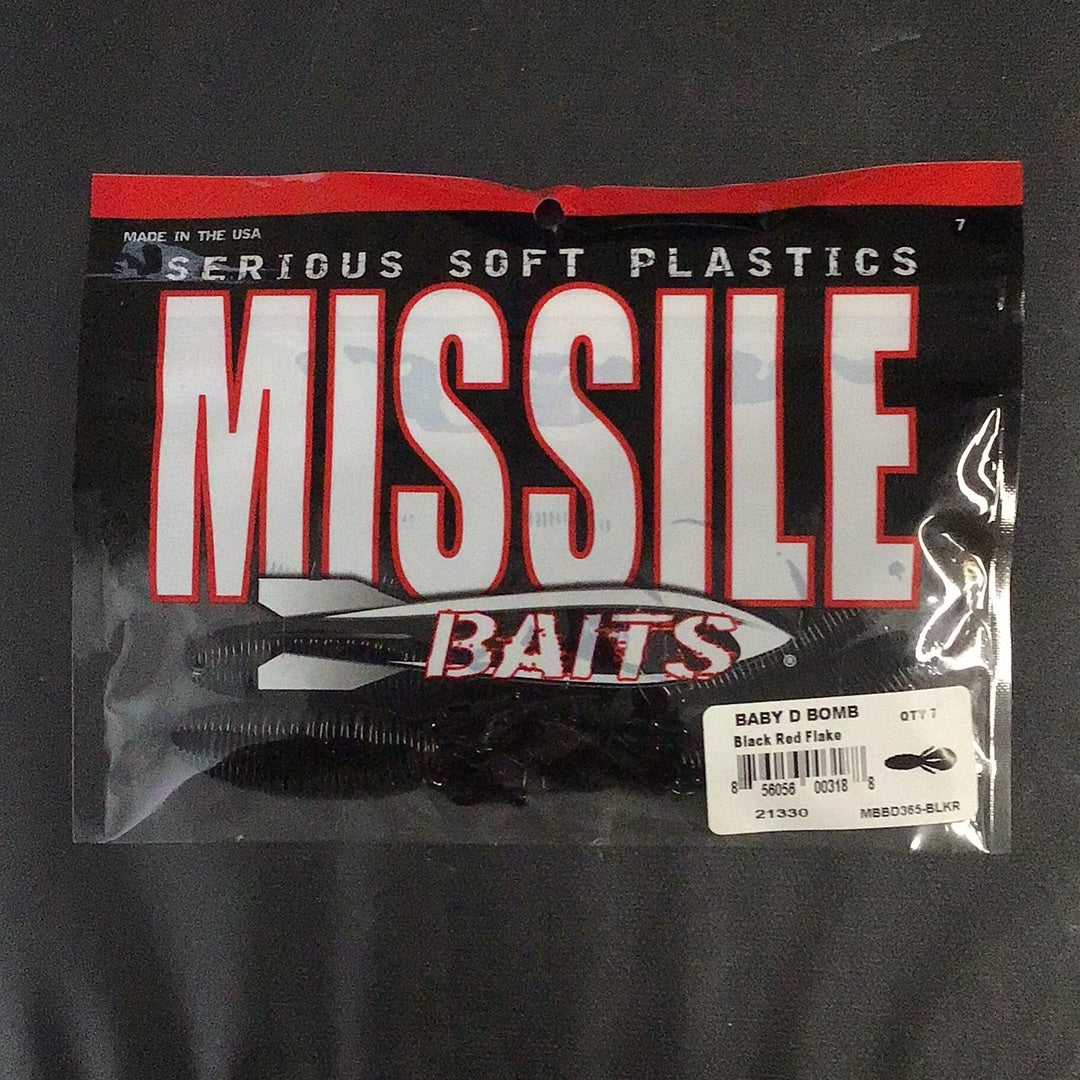 MADE IN THE USA
7
SERIOUS SOFT PLASTICS
MISSILE
BAITS
®
BABY D BOMB QTY 7
Black Red Flake
8 56056 00318 8
21330 MBBD365-BLKR